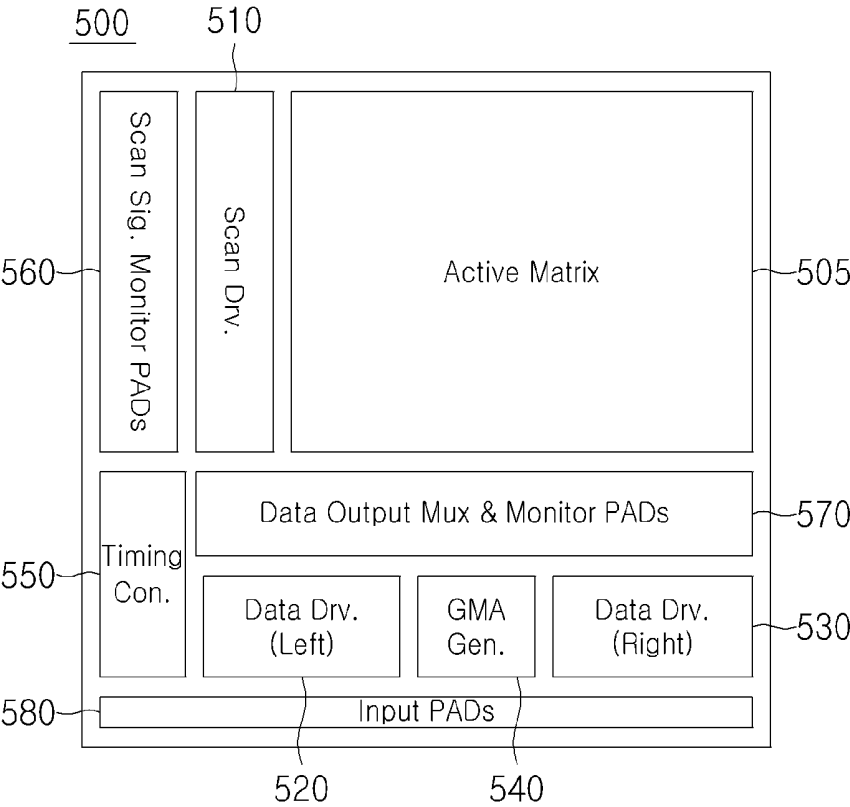 500
510
Scan Sig. Monitor PADs
Scan Drv.
Active Matrix
560
505
Data Output Mux & Monitor PADs
570
550
Timing
Con.
Data Drv.
(Left)
GMA
Gen.
Data Drv.
(Right)
530
580
Input PADs
520
540